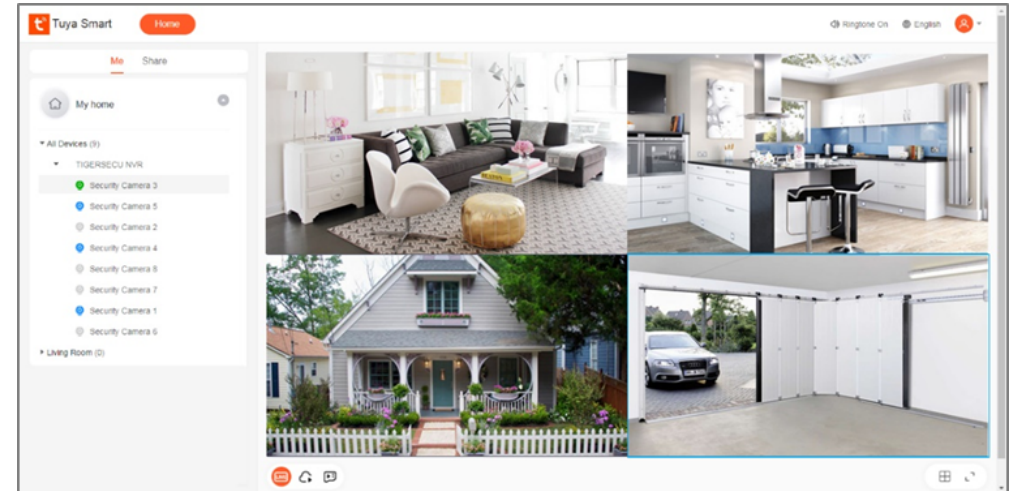 Tuya Smart
Home
Ringtone On
English
Me Share
My home
All Devices (9)
TIGERSECU NVR
Security Camera 3
Security Camera 5
Security Camera 2
Security Camera 4
Security Camera 8
Security Camera 7
Security Camera 1
Security Camera 6
Living Room (0)